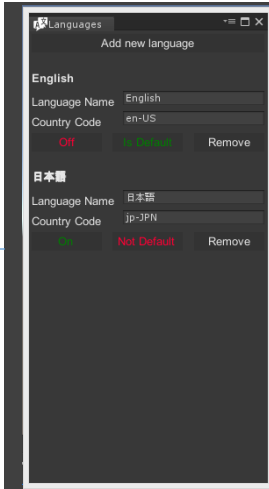 Languages
Add new language
English
Language Name English
Country Code en-US
Off Is Default Remove
日本語
Language Name 日本語
Country Code jp-JPN
On Not Default Remove